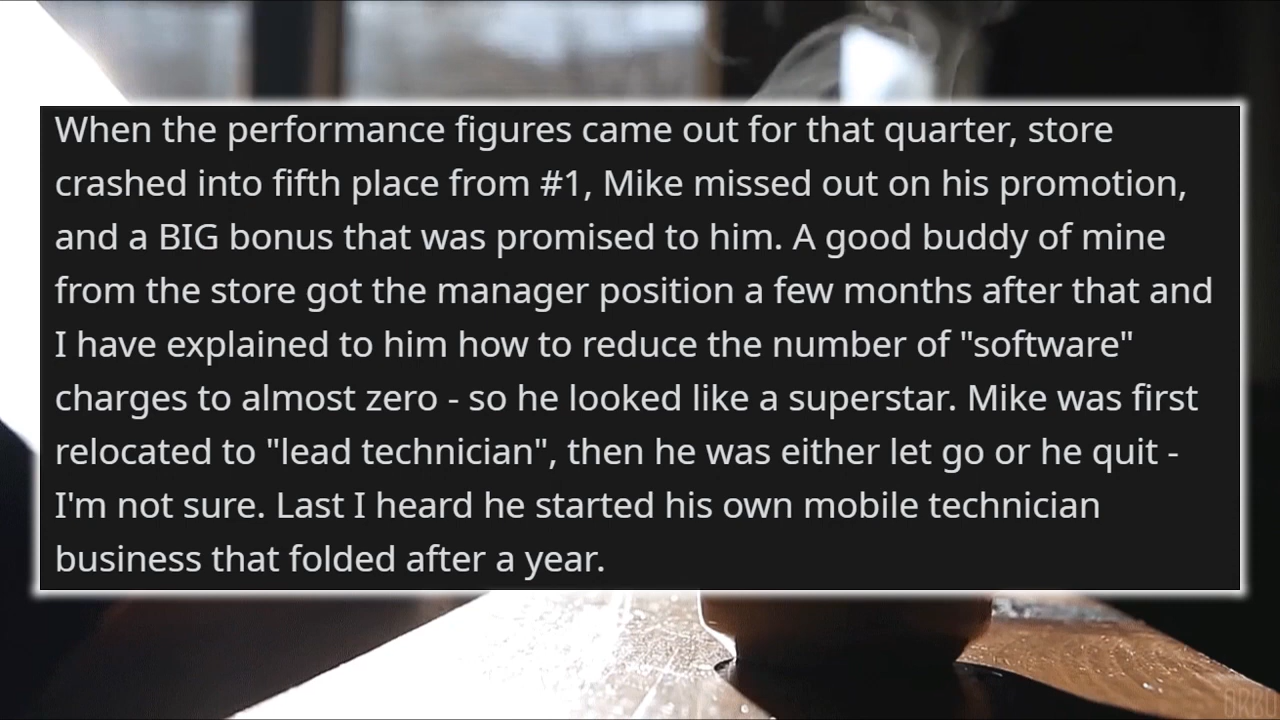 When the performance figures came out for that quarter, store
crashed into fifth place from #1, Mike missed out on his promotion,
and a BIG bonus that was promised to him. A good buddy of mine
from the store got the manager position a few months after that and
I have explained to him how to reduce the number of "software"
charges to almost zero - so he looked like a superstar. Mike was first
relocated to "lead technician", then he was either let go or he quit -
I'm not sure. Last I heard he started his own mobile technician
business that folded after a year.